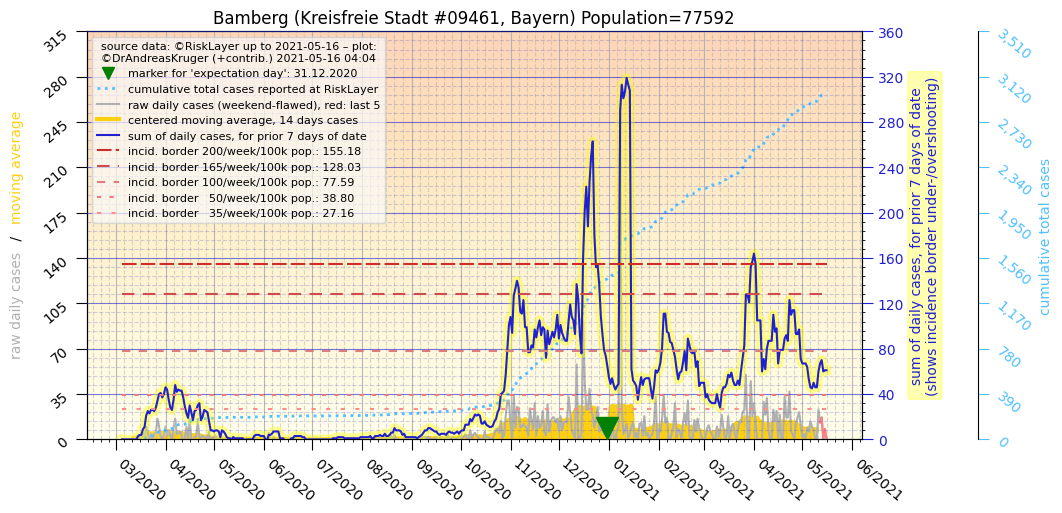 Bamberg (Kreisfreie Stadt #09461, Bayern) Population=77592
source data: ©RiskLayer up to 2021-05-16 – plot:
©DrAndreasKruger (+contrib.) 2021-05-16 04:04
marker for 'expectation day': 31.12.2020
cumulative total cases reported at RiskLayer
raw daily cases (weekend-flawed), red: last 5
centered moving average, 14 days cases
sum of daily cases, for prior 7 days of date
incid. border 200/week/100k pop.: 155.18
incid. border 165/week/100k pop.: 128.03
incid. border 100/week/100k pop.: 77.59
incid. border   50/week/100k pop.: 38.80
incid. border   35/week/100k pop.: 27.16
raw daily cases   /   moving average
315
280
245
210
175
140
105
70
35
0
360
320
280
240
200
160
120
80
40
0
sum of daily cases, for prior 7 days of date
(shows incidence border under-/overshooting)
3,510
3,120
2,730
2,340
1,950
1,560
1,170
780
390
0
cumulative total cases
03/2020
04/2020
05/2020
06/2020
07/2020
08/2020
09/2020
10/2020
11/2020
12/2020
01/2021
02/2021
03/2021
04/2021
05/2021
06/2021